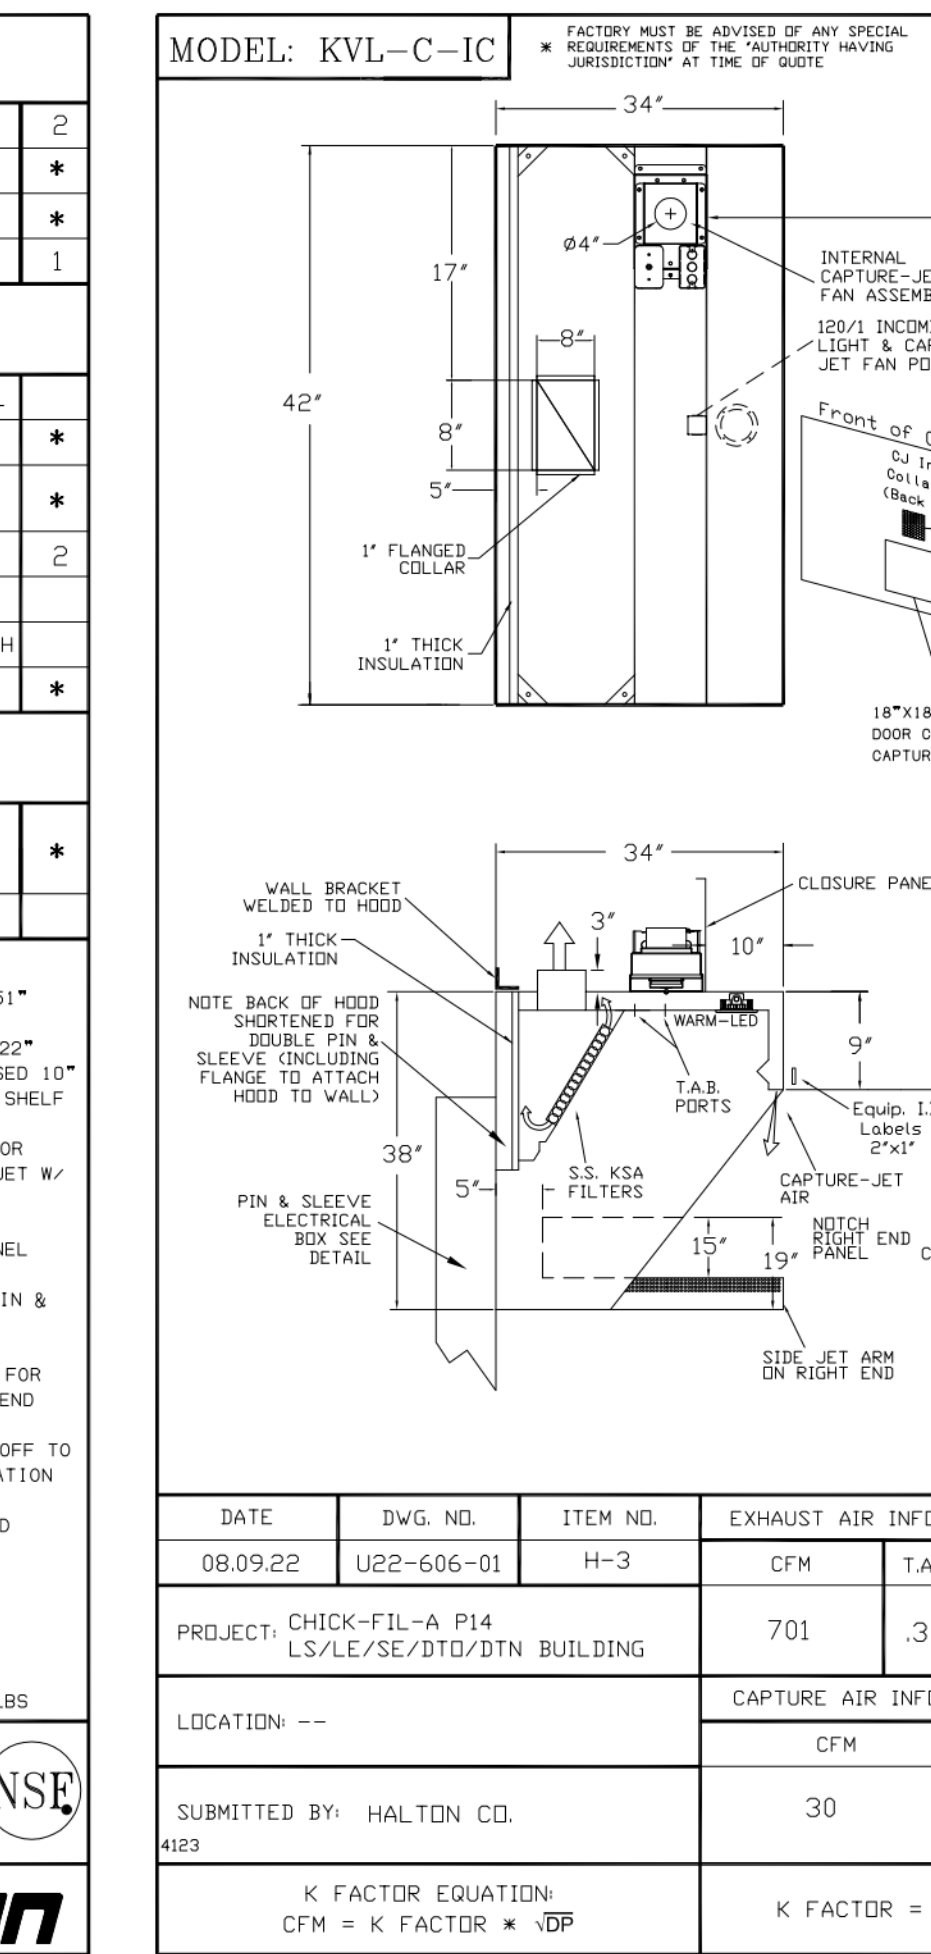 2
*
*
1
*
*
2
H
*
*
51"
22"
SED 10"
SHELF
OR
JET W/
NEL
IN &
FOR
END
OFF TO
ATION
D
LBS
NSF
MODEL: KVL-C-IC
FACTORY MUST BE ADVISED OF ANY SPECIAL
* REQUIREMENTS OF THE "AUTHORITY HAVING
JURISDICTION" AT TIME OF QUOTE
34"
Ø4"
17"
INTERNAL
CAPTURE-JE
FAN ASSEMB
120/1 INCOMI
LIGHT & CAP
JET FAN PO
8"
42"
8"
5"
Front of C
CJ In
Colla
(Back
1" FLANGED
COLLAR
1" THICK
INSULATION
18"X18
DOOR C
CAPTUR
34"
WALL BRACKET
WELDED TO HOOD
CLOSURE PANE
3"
10"
1" THICK
INSULATION
NOTE BACK OF HOOD
SHORTENED FOR
DOUBLE PIN &
SLEEVE (INCLUDING
FLANGE TO ATTACH
HOOD TO WALL)
WARM-LED
9"
T.A.B.
PORTS
Equip. I.
Labels
2"x1"
38"
5"
S.S. KSA
FILTERS
CAPTURE-JET
AIR
PIN & SLEEVE
ELECTRICAL
BOX SEE
DETAIL
NOTCH
RIGHT END
PANEL
C
15"
19"
SIDE JET ARM
ON RIGHT END
DATE DWG. NO. ITEM NO. EXHAUST AIR INFO
08.09.22 U22-606-01 H-3 CFM T.A
PROJECT: CHICK-FIL-A P14
LS/LE/SE/DTO/DTN BUILDING
701 .3
LOCATION: --
CAPTURE AIR INFO
CFM
SUBMITTED BY: HALTON CO.
30
4123
K FACTOR EQUATION:
CFM = K FACTOR * √DP
K FACTOR =